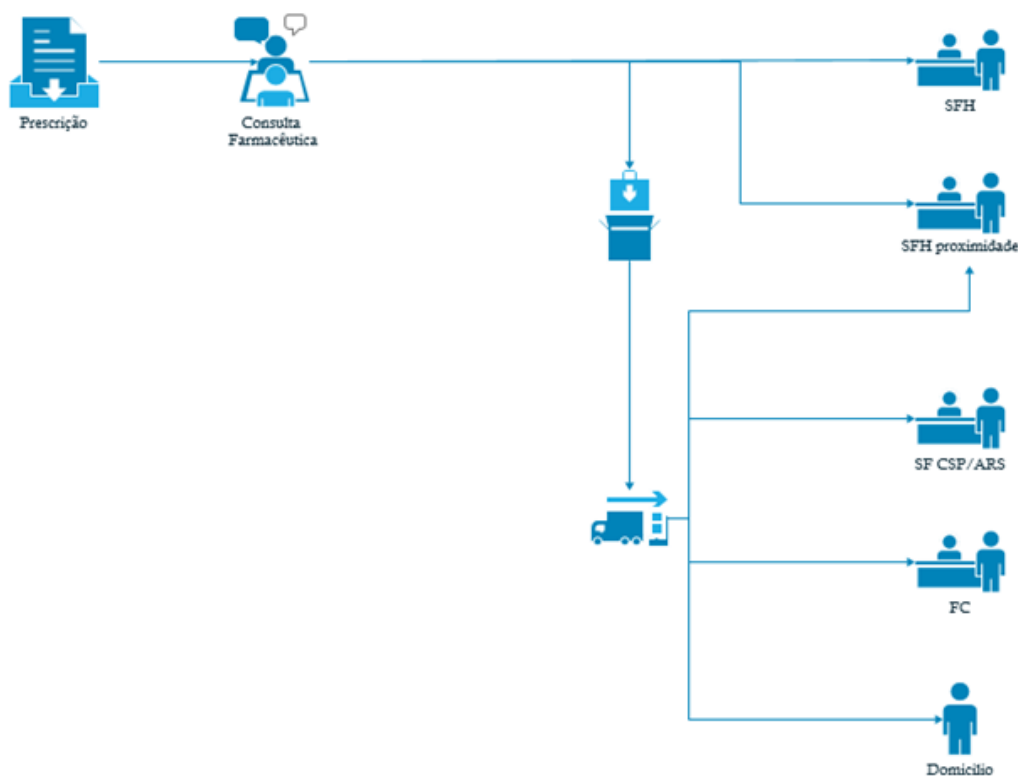 Prescrição
Consulta
Farmacêutica
SFH
SFH proximidade
SF CSP/ARS
FC
Domicílio